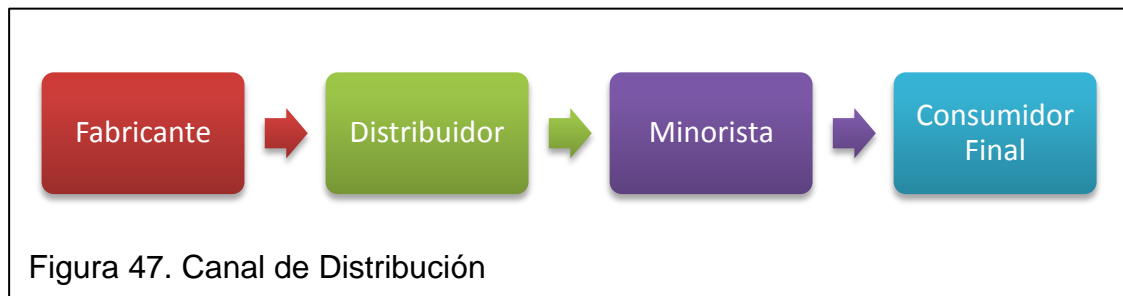 Fabricante
Distribuidor
Minorista
Consumidor
Final
Figura 47. Canal de Distribución